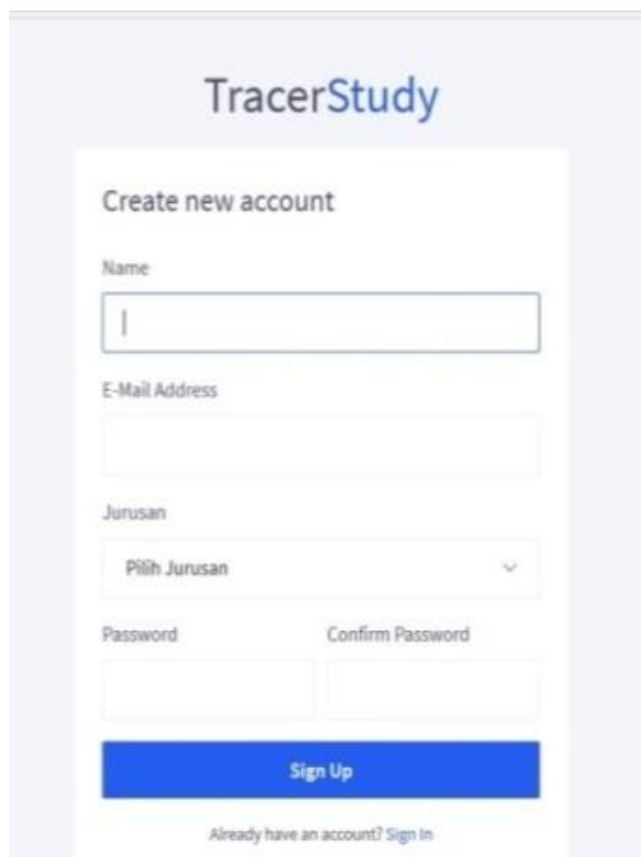 TracerStudy
Create new account
Name
E-Mail Address
Jurusan
Pilih Jurusan
Password Confirm Password
Sign Up
Already have an account? Sign In